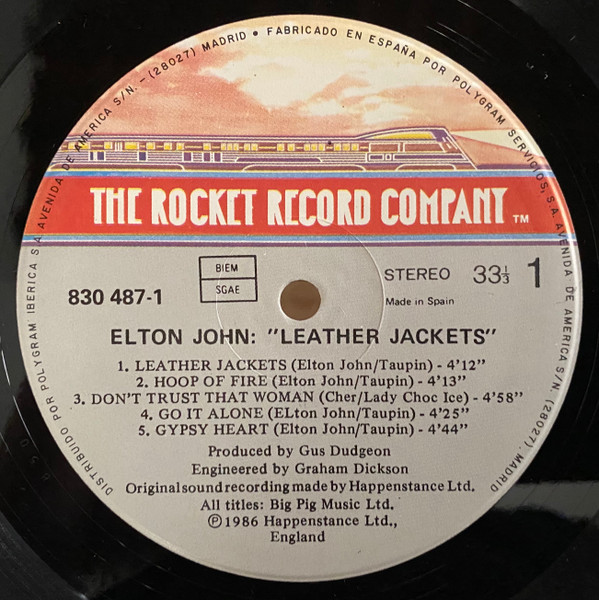 DISTRIBUIDO POR POLYGRAM IBERICA S.A. AVENIDA DE AMERICA S/N. - (28027) MADRID • FABRICADO EN ESPAÑA POR POLYGRAM SERVICIOS, S.A. AVENIDA DE AMERICA S/N. (28027). MADRID
THE ROCKET RECORD COMPANY TM
830 487-1
BIEM
SGAE
STEREO 33⅓ 1
Made in Spain
ELTON JOHN: "LEATHER JACKETS"
1. LEATHER JACKETS (Elton John/Taupin) - 4'12"
2. HOOP OF FIRE (Elton John/Taupin) - 4'13"
3. DON'T TRUST THAT WOMAN (Cher/Lady Choc Ice) - 4'58"
4. GO IT ALONE (ELton John/Taupin) - 4'25"
5. GYPSY HEART (Elton John/Taupin) - 4'44"
Produced by Gus Dudgeon
Engineered by Graham Dickson
Original sound recording made by Happenstance Ltd.
All titles: Big Pig Music Ltd.
℗ 1986 Happenstance Ltd.,
England